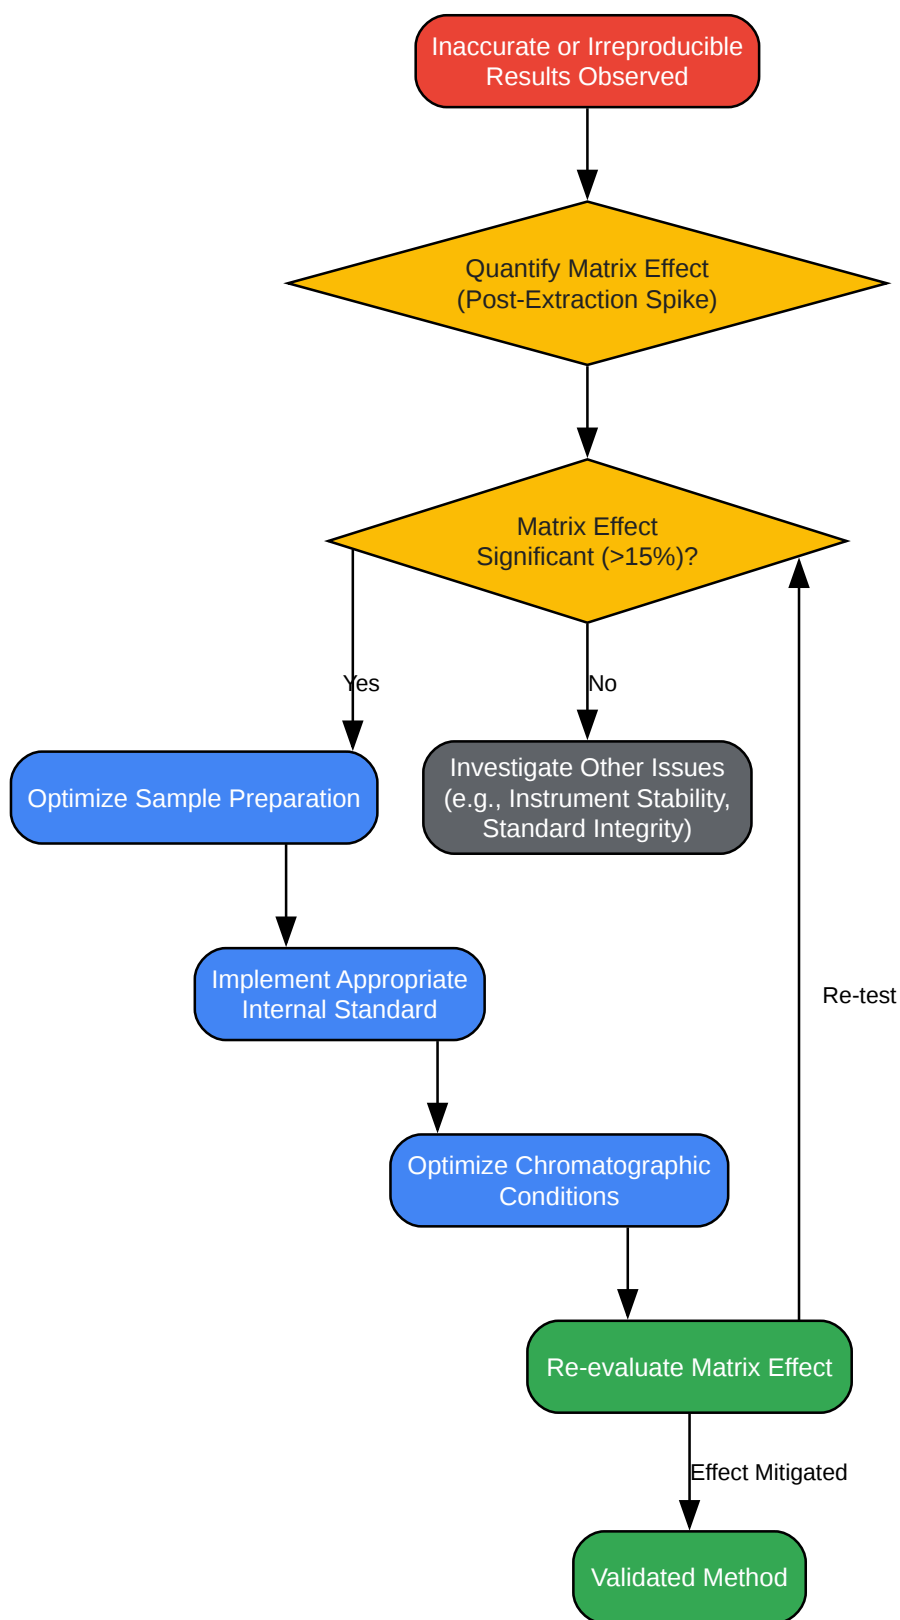 Inaccurate or Irreproducible
Results Observed
Quantify Matrix Effect
(Post-Extraction Spike)
Matrix Effect
Significant (>15%)?
Yes
No
Optimize Sample Preparation
Investigate Other Issues
(e.g., Instrument Stability,
Standard Integrity)
Implement Appropriate
Internal Standard
Re-test
Optimize Chromatographic
Conditions
Re-evaluate Matrix Effect
Effect Mitigated
Validated Method